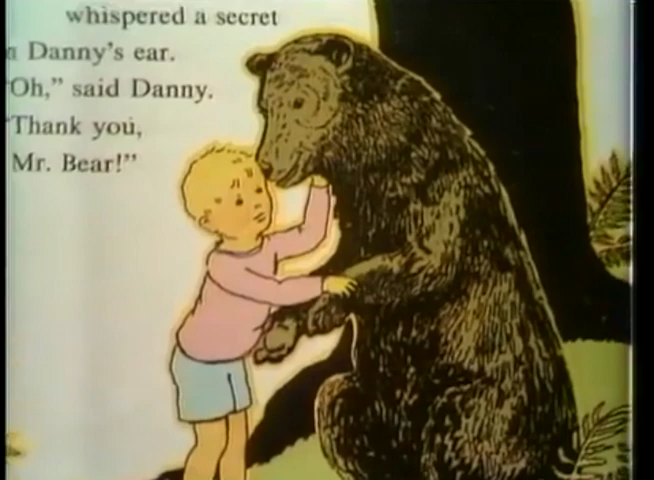 whispered a secret
n Danny's ear.
"Oh," said Danny.
"Thank you,
Mr. Bear!"